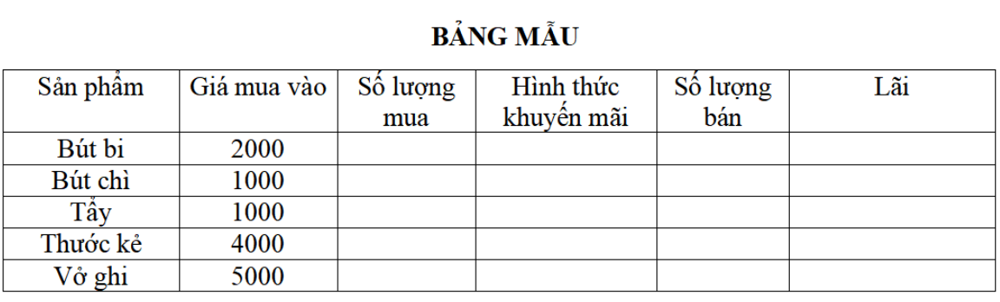 BẢNG MẪU
Sản phẩm Giá mua vào Số lượng mua Hình thức khuyến mãi Số lượng bán Lãi
Bút bi 2000
Bút chì 1000
Tẩy 1000
Thước kẻ 4000
Vở ghi 5000